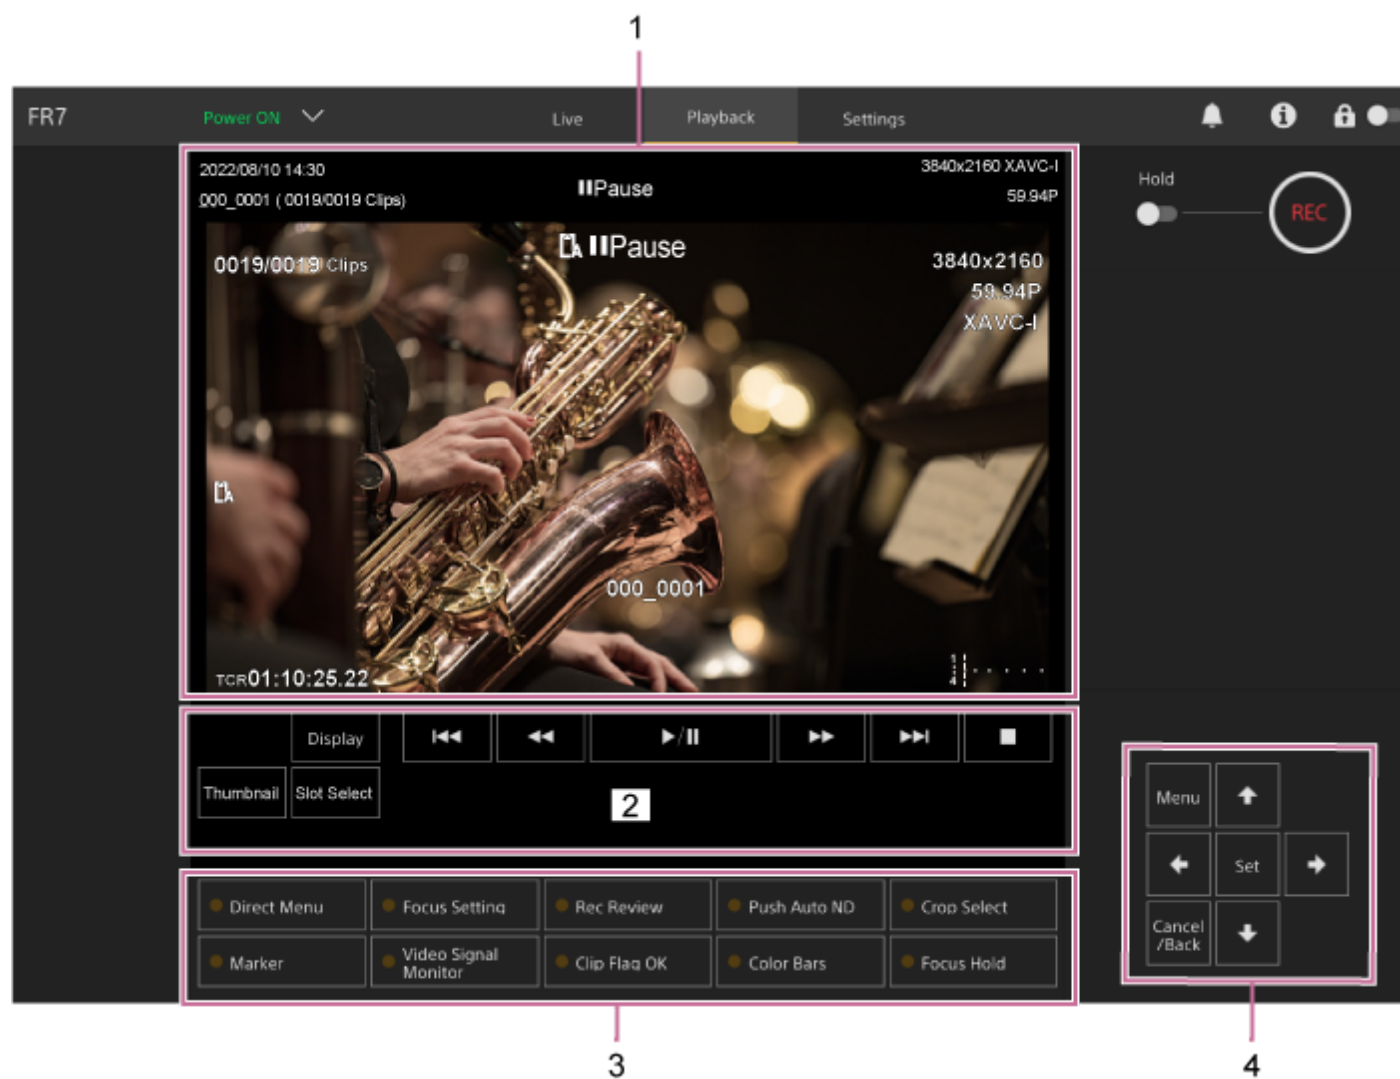 1
FR7
Power ON
Live
Playback
Settings
2022/08/10 14:30
000_0001 ( 0019/0019 Clips)
Pause
3840x2160 XAVC-I
59.94P
Hold
REC
0019/0019 Clips
A Pause
3840x2160
59.94P
XAVC-I
A
000_0001
TCR01:10:25.22
Display
Thumbnail
Slot Select
2
Menu
Set
Cancel
/Back
Direct Menu
Focus Setting
Rec Review
Push Auto ND
Crop Select
Marker
Video Signal
Monitor
Clip Flag OK
Color Bars
Focus Hold
3
4